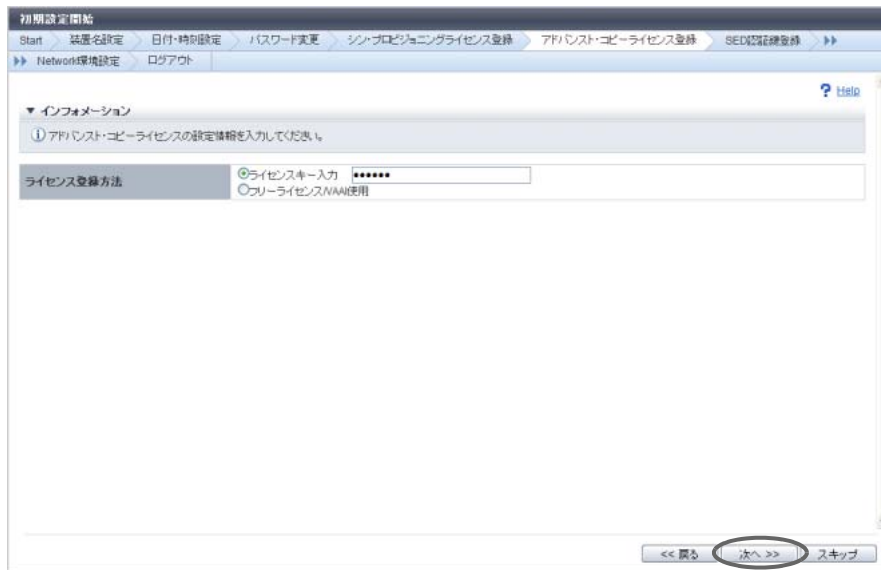 初期設定開始
Start 装置名設定 日付・時刻設定 パスワード変更 シン・プロビジョニングライセンス登録 アドバンスト・コピーライセンス登録 SED認証鍵登録
Network環境設定 ログアウト
? Help
▼ インフォメーション
アドバンスト・コピーライセンスの設定情報を入力してください。
ライセンス登録方法
ライセンスキー入力 ••••••
フリーライセンス/VAAI使用
<< 戻る 次へ >> スキップ